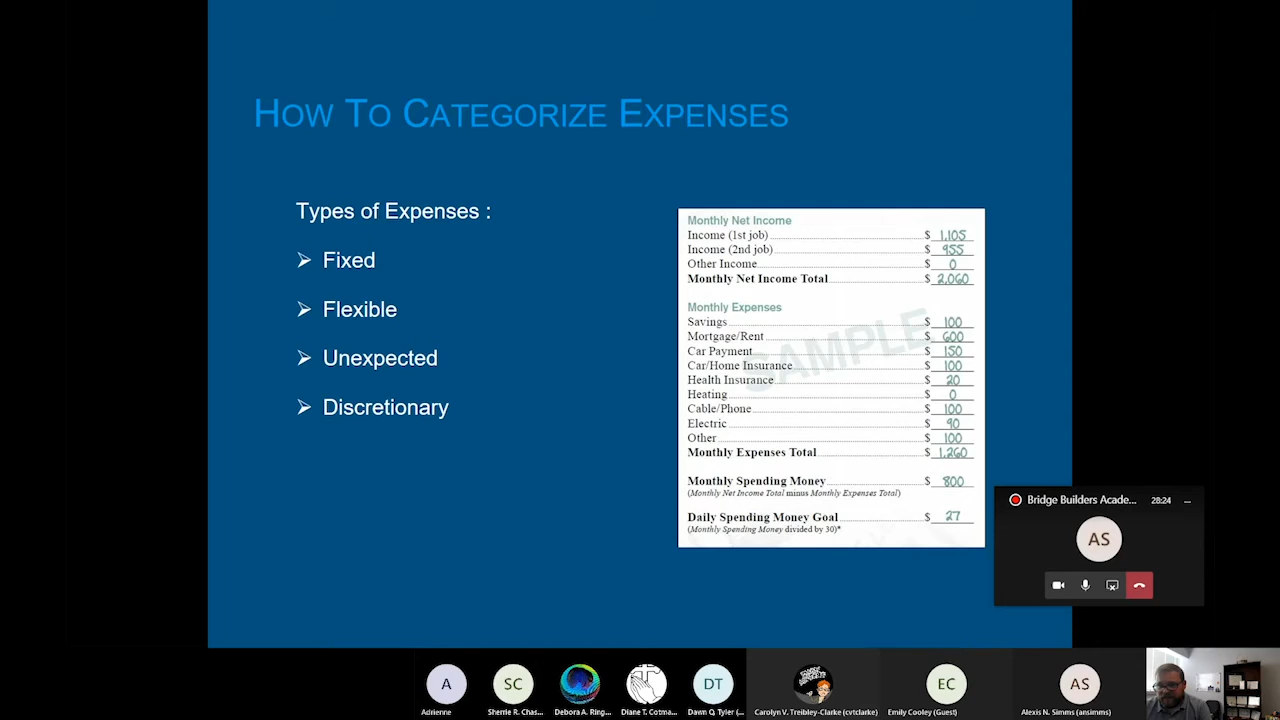 HOW TO CATEGORIZE EXPENSES
Types of Expenses :
Fixed
Flexible
Unexpected
Discretionary
Monthly Net Income
Income (1st job) $ 1,105
Income (2nd job) $ 955
Other Income $ 0
Monthly Net Income Total $ 2,060
Monthly Expenses
Savings $ 100
Mortgage/Rent $ 600
Car Payment $ 150
Car/Home Insurance $ 100
Health Insurance $ 20
Heating $ 0
Cable/Phone $ 100
Electric $ 90
Other $ 100
Monthly Expenses Total $ 1,260
Monthly Spending Money $ 800
(Monthly Net Income Total minus Monthly Expenses Total)
Daily Spending Money Goal $ 27
(Monthly Spending Money divided by 30)*
SAMPLE
Bridge Builders Acade... 28:24
AS
A
SC
DT
EC
AS
Adrienne
Sherrie R. Chas...
Debora A. Ring...
Diane T. Cotma...
Dawn Q. Tyler (...
Carolyn V. Treibley-Clarke (cvtclarke)
Emily Cooley (Guest)
Alexis N. Simms (ansimms)